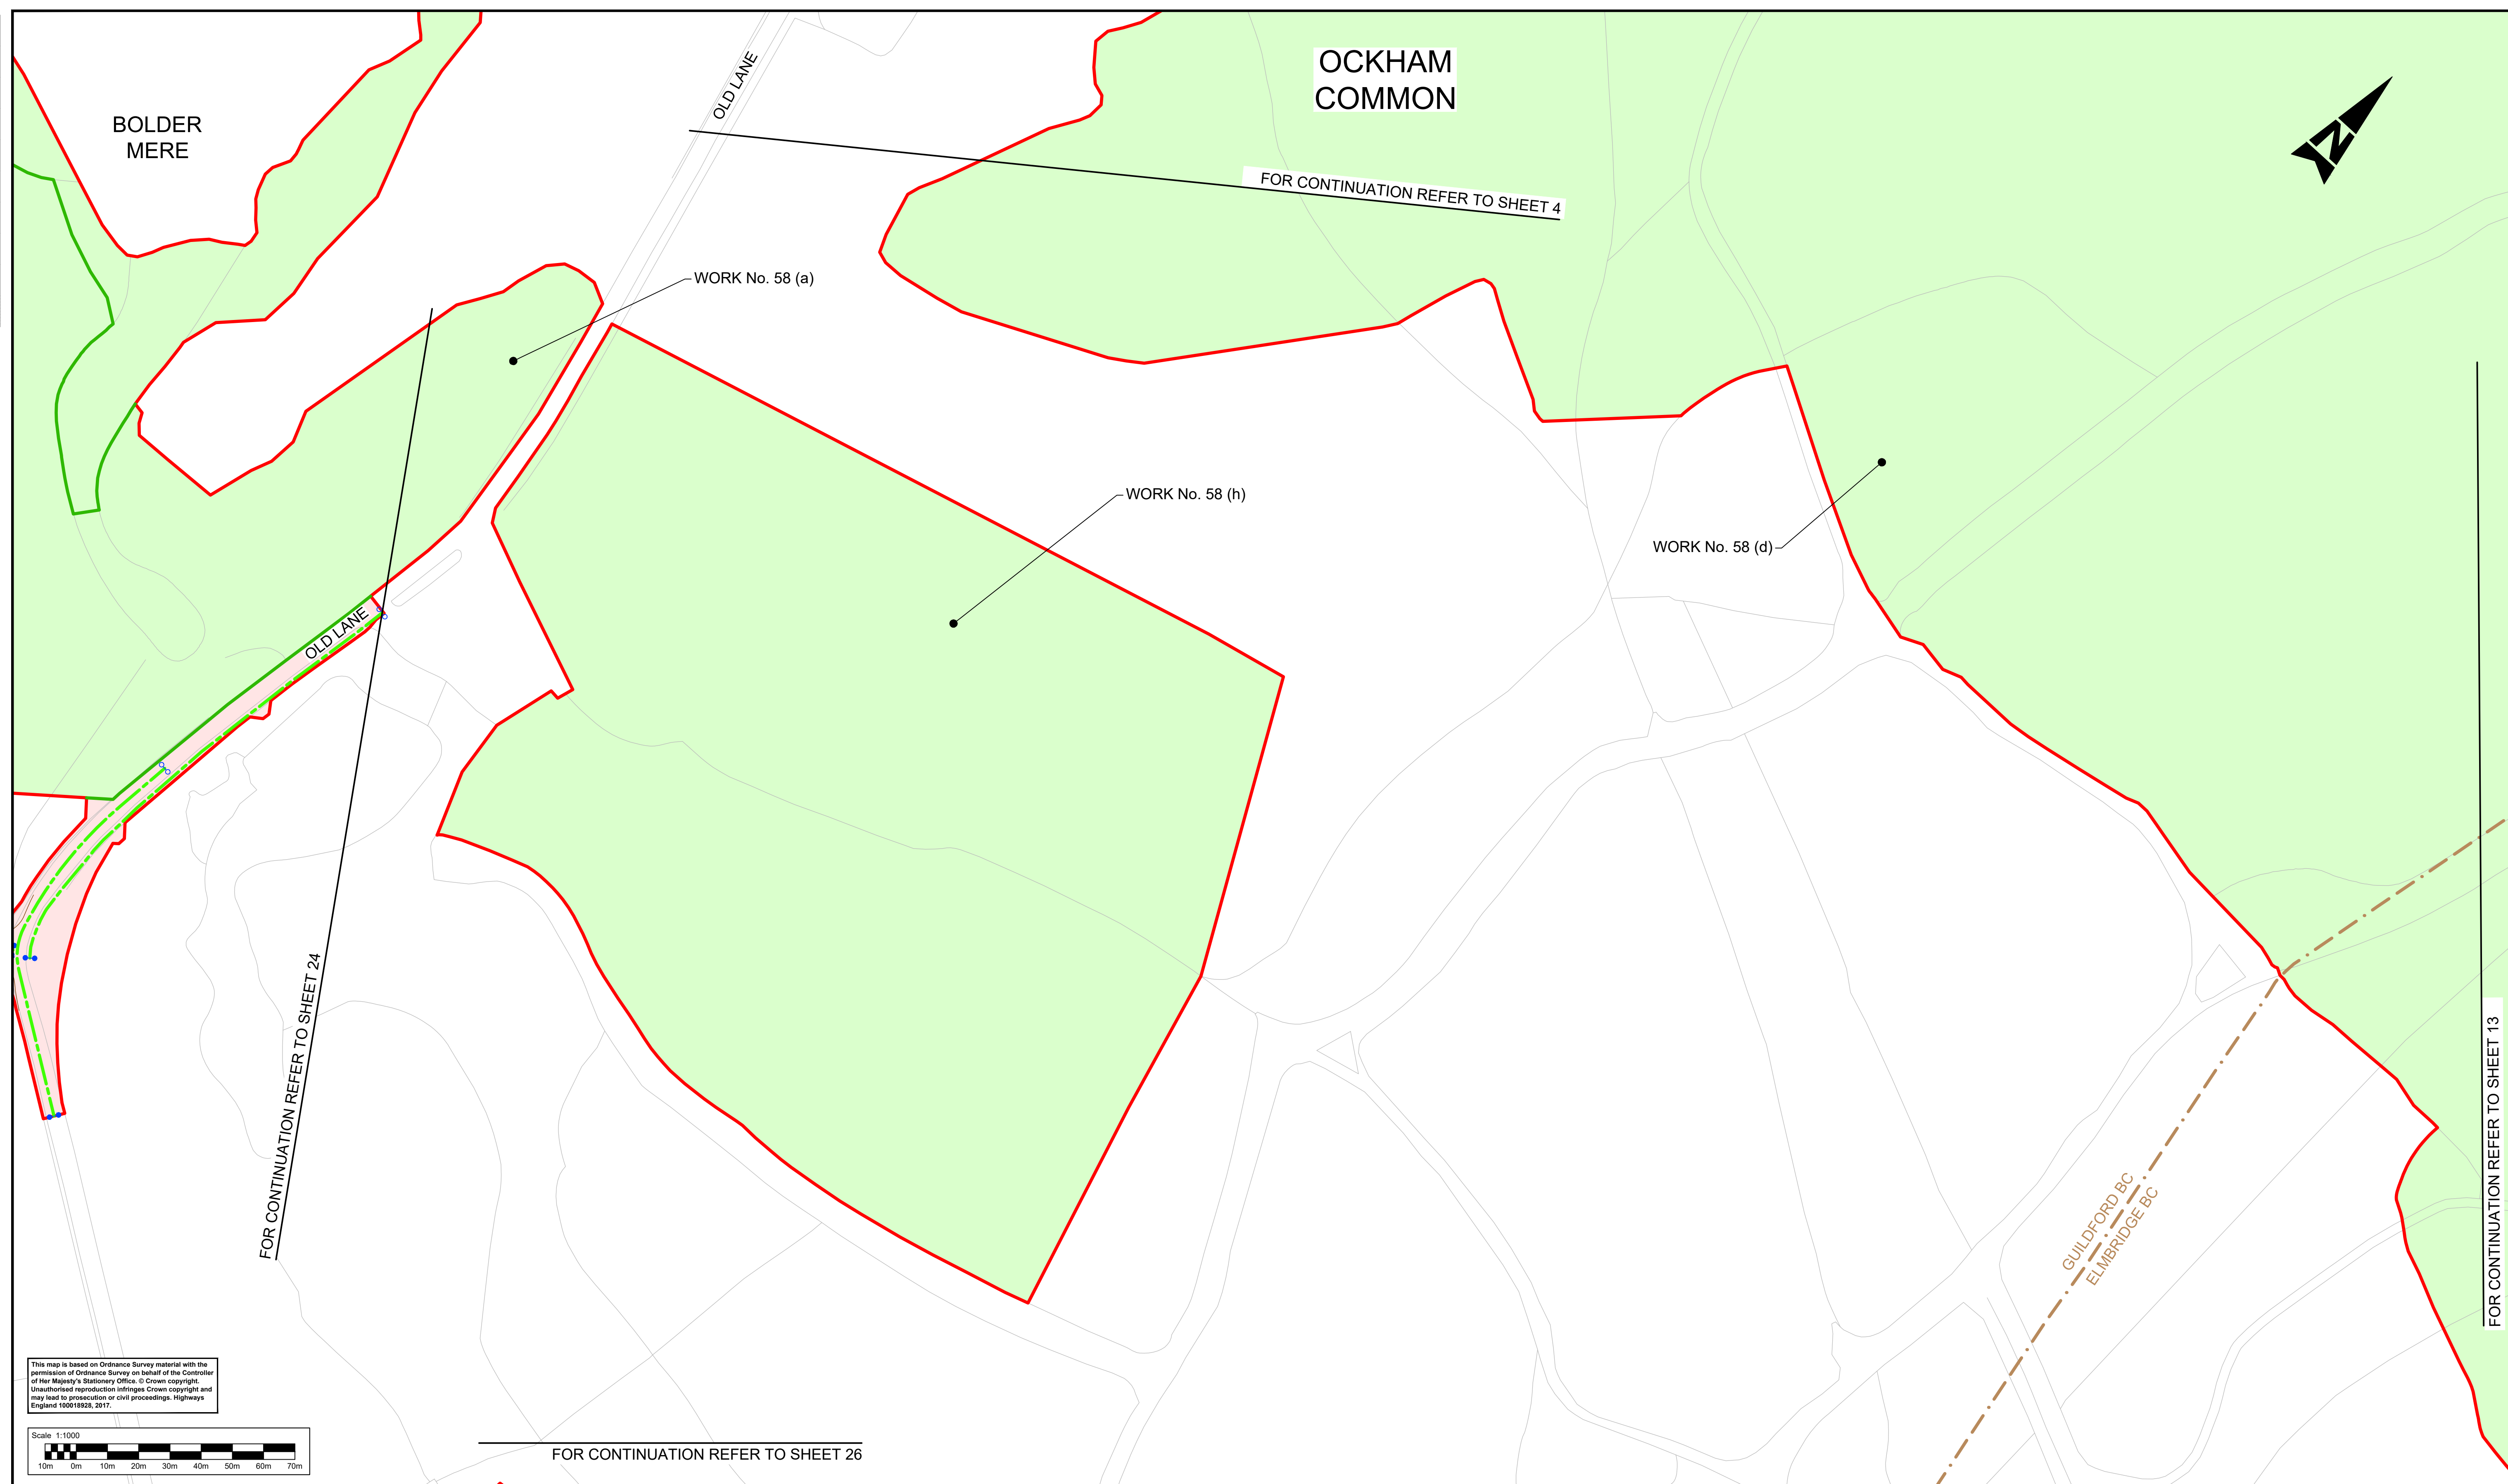 OLD LANE
OCKHAM
COMMON
BOLDER
MERE
N
FOR CONTINUATION REFER TO SHEET 4
WORK No. 58 (a)
WORK No. 58 (h)
WORK No. 58 (d)
OLD LANE
FOR CONTINUATION REFER TO SHEET 24
FOR CONTINUATION REFER TO SHEET 13
GUILDFORD BC
ELMBRIDGE BC
This map is based on Ordnance Survey material with the
permission of Ordnance Survey on behalf of the Controller
of Her Majesty's Stationery Office. © Crown copyright.
Unauthorised reproduction infringes Crown copyright and
may lead to prosecution or civil proceedings. Highways
England 100018928, 2017.
Scale 1:1000
10m 0m 10m 20m 30m 40m 50m 60m 70m
FOR CONTINUATION REFER TO SHEET 26